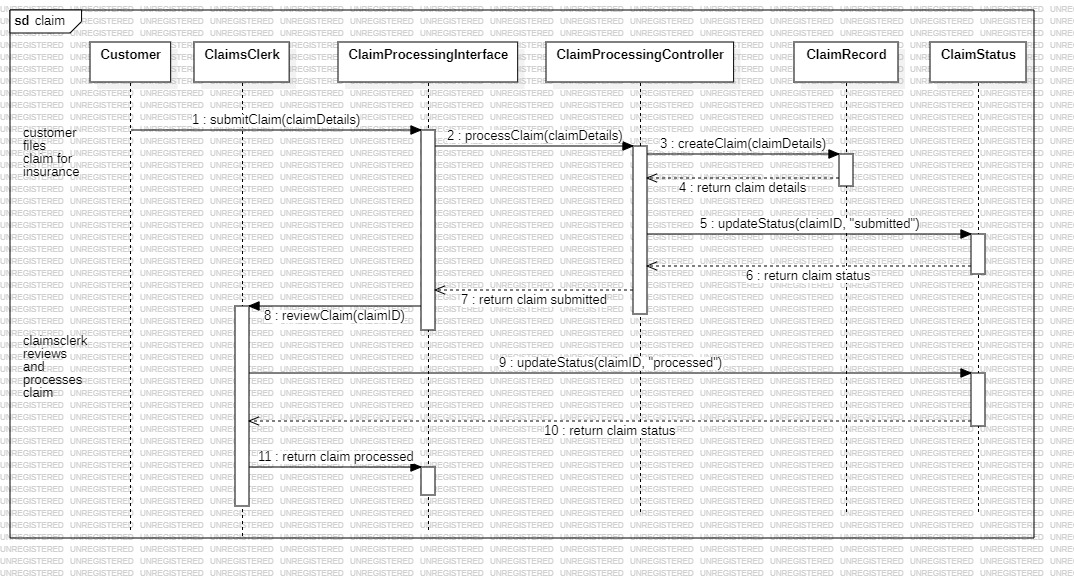 sd claim
Customer
ClaimsClerk
ClaimProcessingInterface
ClaimProcessingController
ClaimRecord
ClaimStatus
customer
files
claim for
insurance
1 : submitClaim(claimDetails)
2 : processClaim(claimDetails)
3 : createClaim(claimDetails)
4 : return claim details
5 : updateStatus(claimID, "submitted")
6 : return claim status
7 : return claim submitted
8 : reviewClaim(claimID)
claimsclerk
reviews
and
processes
claim
9 : updateStatus(claimID, "processed")
10 : return claim status
11 : return claim processed
UNREGISTERED